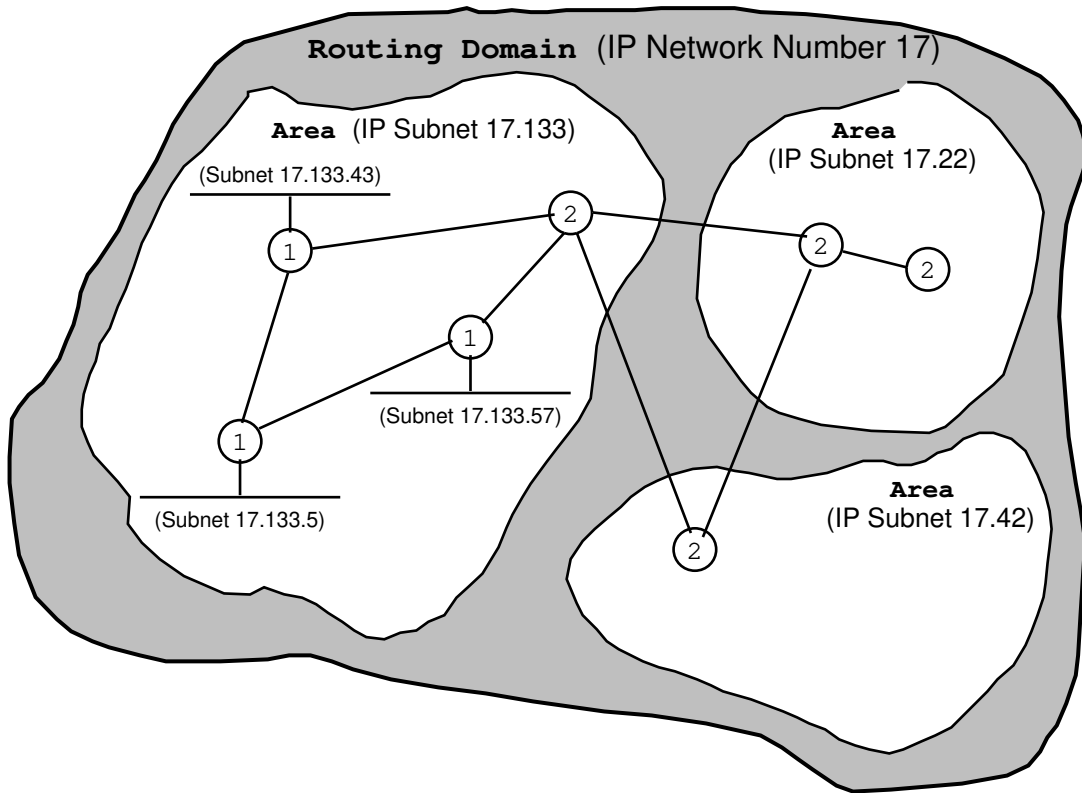 Routing Domain (IP Network Number 17)
Area (IP Subnet 17.133)
(Subnet 17.133.43)
1
2
1
(Subnet 17.133.57)
1
(Subnet 17.133.5)
Area
(IP Subnet 17.22)
2
2
Area
(IP Subnet 17.42)
2